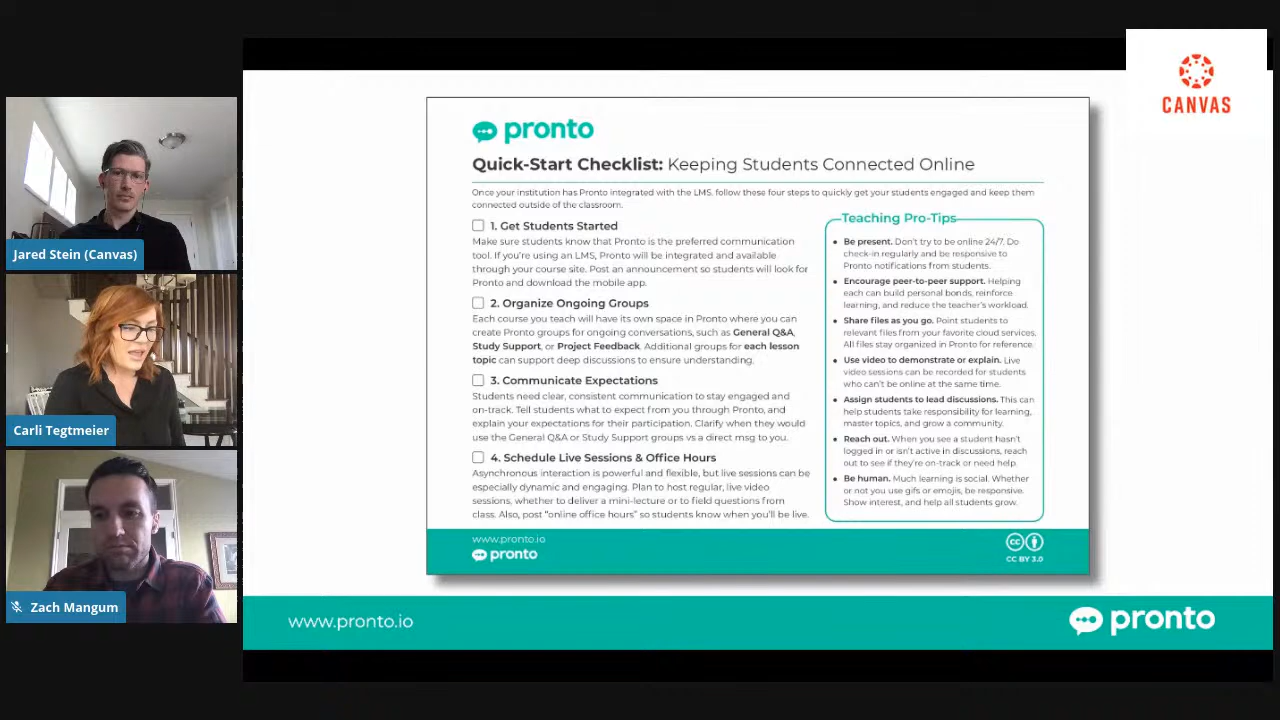 CANVAS
Jared Stein (Canvas)
Carli Tegtmeier
Zach Mangum
pronto
Quick-Start Checklist: Keeping Students Connected Online
Once your institution has Pronto integrated with the LMS, follow these four steps to quickly get your students engaged and keep them
connected outside of the classroom.
1. Get Students Started
Make sure students know that Pronto is the preferred communication
tool. If you're using an LMS, Pronto will be integrated and available
through your course site. Post an announcement so students will look for
Pronto and download the mobile app.
2. Organize Ongoing Groups
Each course you teach will have its own space in Pronto where you can
create Pronto groups for ongoing conversations, such as General Q&A,
Study Support, or Project Feedback. Additional groups for each lesson
topic can support deep discussions to ensure understanding.
3. Communicate Expectations
Students need clear, consistent communication to stay engaged and
on-track. Tell students what to expect from you through Pronto, and
explain your expectations for their participation. Clarify when they would
use the General Q&A or Study Support groups vs a direct msg to you.
4. Schedule Live Sessions & Office Hours
Asynchronous interaction is powerful and flexible, but live sessions can be
especially dynamic and engaging. Plan to host regular, live video
sessions, whether to deliver a mini-lecture or to field questions from
class. Also, post "online office hours" so students know when you'll be live.
Teaching Pro-Tips
• Be present. Don't try to be online 24/7. Do
check-in regularly and be responsive to
Pronto notifications from students.
• Encourage peer-to-peer support. Helping
each can build personal bonds, reinforce
learning, and reduce the teacher's workload.
• Share files as you go. Point students to
relevant files from your favorite cloud services.
All files stay organized in Pronto for reference.
• Use video to demonstrate or explain. Live
video sessions can be recorded for students
who can't be online at the same time.
• Assign students to lead discussions. This can
help students take responsibility for learning,
master topics, and grow a community.
• Reach out. When you see a student hasn't
logged in or isn't active in discussions, reach
out to see if they're on-track or need help.
• Be human. Much learning is social. Whether
or not you use gifs or emojis, be responsive.
Show interest, and help all students grow.
www.pronto.io
pronto
cc
CC BY 3.0
www.pronto.io
pronto